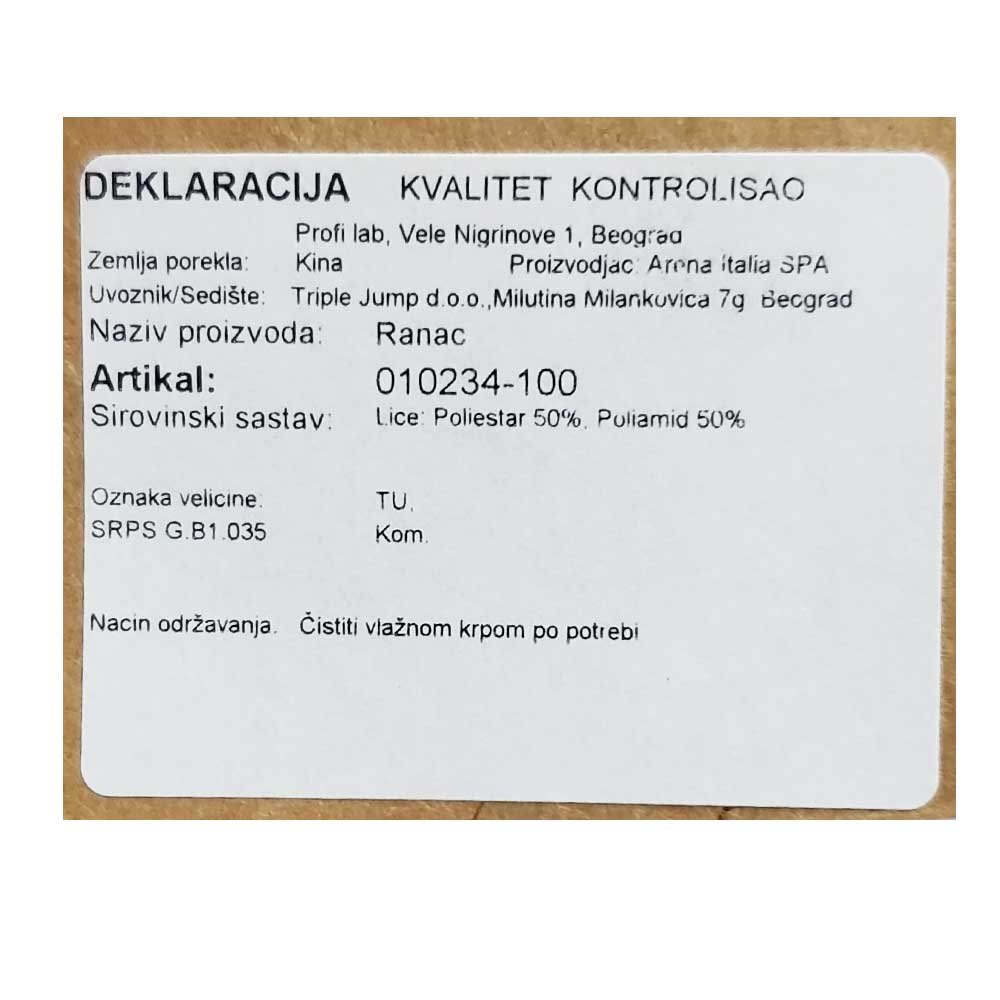 DEKLARACIJA KVALITET KONTROLISAO
Profi lab, Vele Nigrinove 1, Beograd
Zemlja porekla: Kina Proizvodjac: Arena Italia SPA
Uvoznik/Sedište: Triple Jump d.o.o.,Milutina Milankovica 7g Beograd
Naziv proizvoda: Ranac
Artikal: 010234-100
Sirovinski sastav: Lice: Poliestar 50%, Poliamid 50%
Oznaka velicine: TU,
SRPS G.B1.035 Kom.
Nacin održavanja. Čistiti vlažnom krpom po potrebi